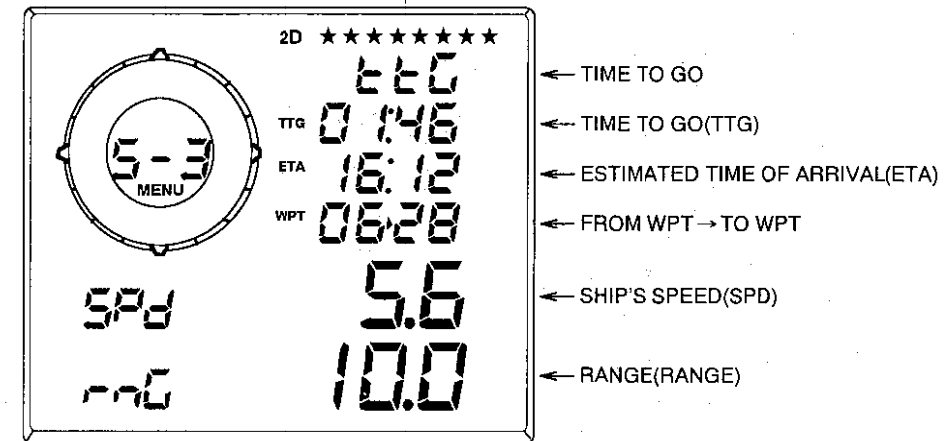 2D ★★★★★★★★
ttG ← TIME TO GO
TTG 01:46 ← TIME TO GO(TTG)
S-3
MENU
ETA 16:12 ← ESTIMATED TIME OF ARRIVAL(ETA)
WPT 06▸28 ← FROM WPT→TO WPT
SPd 5.6 ← SHIP'S SPEED(SPD)
rnG 10.0 ← RANGE(RANGE)